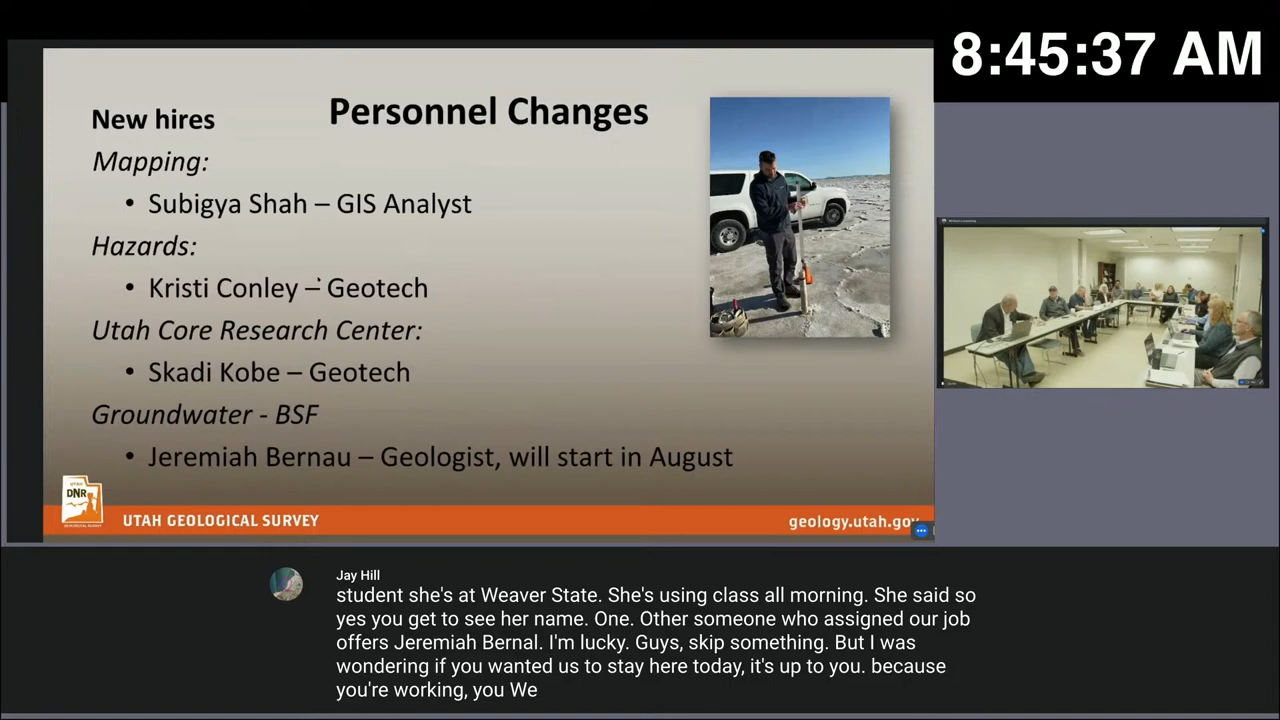 8:45:37 AM
Personnel Changes
New hires
Mapping:
• Subigya Shah – GIS Analyst
Hazards:
• Kristi Conley – Geotech
Utah Core Research Center:
• Skadi Kobe – Geotech
Groundwater - BSF
• Jeremiah Bernau – Geologist, will start in August
UTAH
DNR
UTAH GEOLOGICAL SURVEY
geology.utah.gov
Jay Hill
student she's at Weaver State. She's using class all morning. She said so
yes you get to see her name. One. Other someone who assigned our job
offers Jeremiah Bernal. I'm lucky. Guys, skip something. But I was
wondering if you wanted us to stay here today, it's up to you. because
you're working, you We